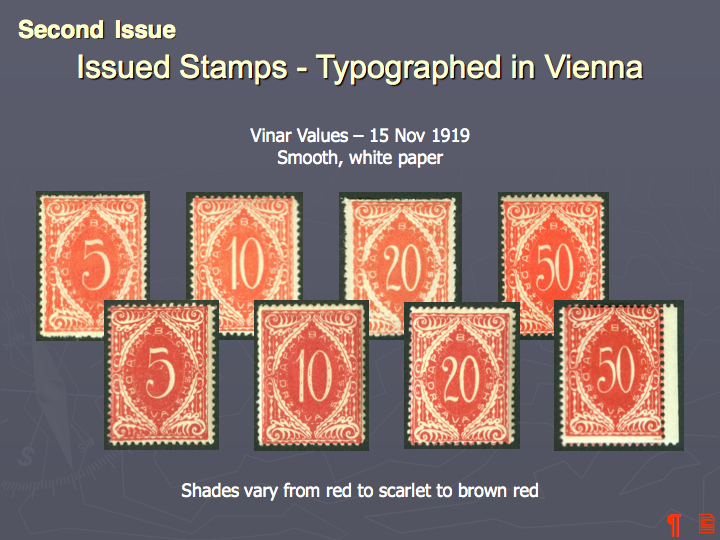 Second Issue
Issued Stamps - Typographed in Vienna
Vinar Values – 15 Nov 1919
Smooth, white paper
5
10
20
50
5
10
20
50
Shades vary from red to scarlet to brown red
¶